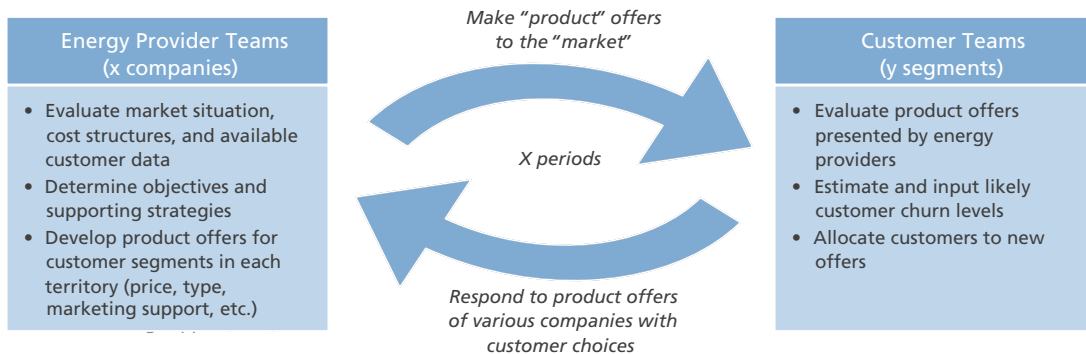 Make “product” offers
to the “market”
Energy Provider Teams
(x companies)
• Evaluate market situation,
cost structures, and available
customer data
• Determine objectives and
supporting strategies
• Develop product offers for
customer segments in each
territory (price, type,
marketing support, etc.)
X periods
Customer Teams
(y segments)
• Evaluate product offers
presented by energy
providers
• Estimate and input likely
customer churn levels
• Allocate customers to new
offers
Respond to product offers
of various companies with
customer choices